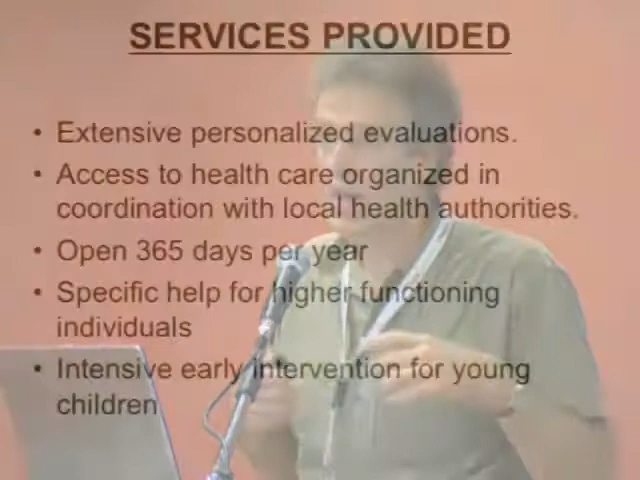 SERVICES PROVIDED
• Extensive personalized evaluations.
• Access to health care organized in
coordination with local health authorities.
• Open 365 days per year
• Specific help for higher functioning
individuals
• Intensive early intervention for young
children